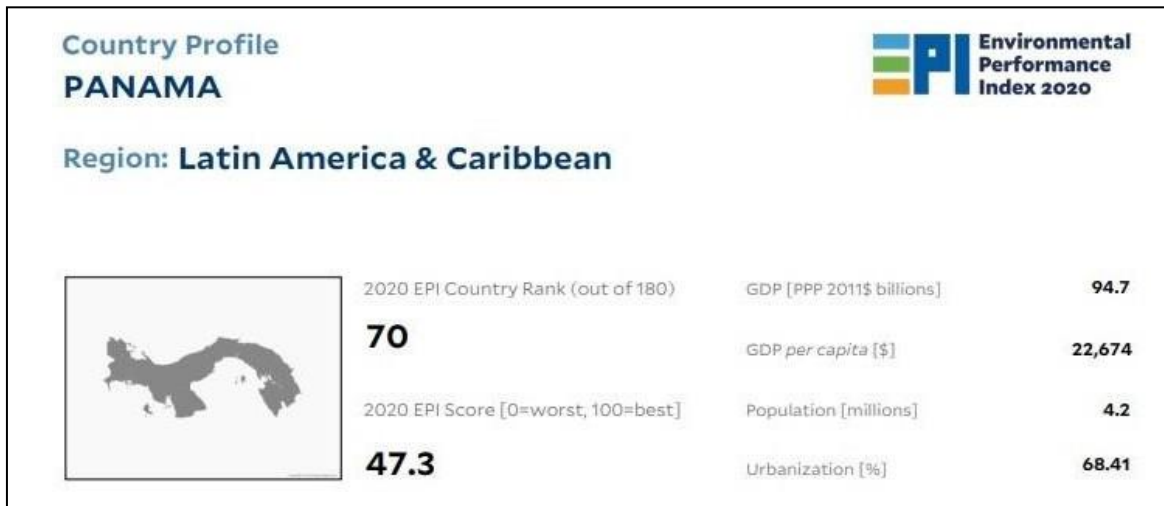 Country Profile
PANAMA
EPI Environmental
Performance
Index 2020
Region: Latin America & Caribbean
2020 EPI Country Rank (out of 180)
70
2020 EPI Score [0=worst, 100=best]
47.3
GDP [PPP 2011$ billions] 94.7
GDP per capita [$] 22,674
Population [millions] 4.2
Urbanization [%] 68.41